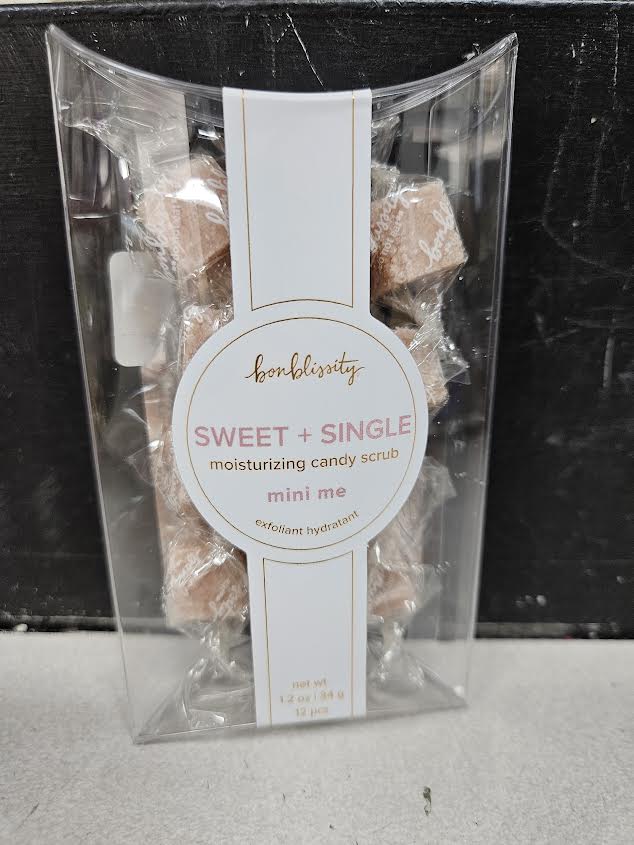 bonblissity
SWEET + SINGLE
moisturizing candy scrub
mini me
exfoliant hydratant
net wt
1.2 oz | 34 g
12 pcs